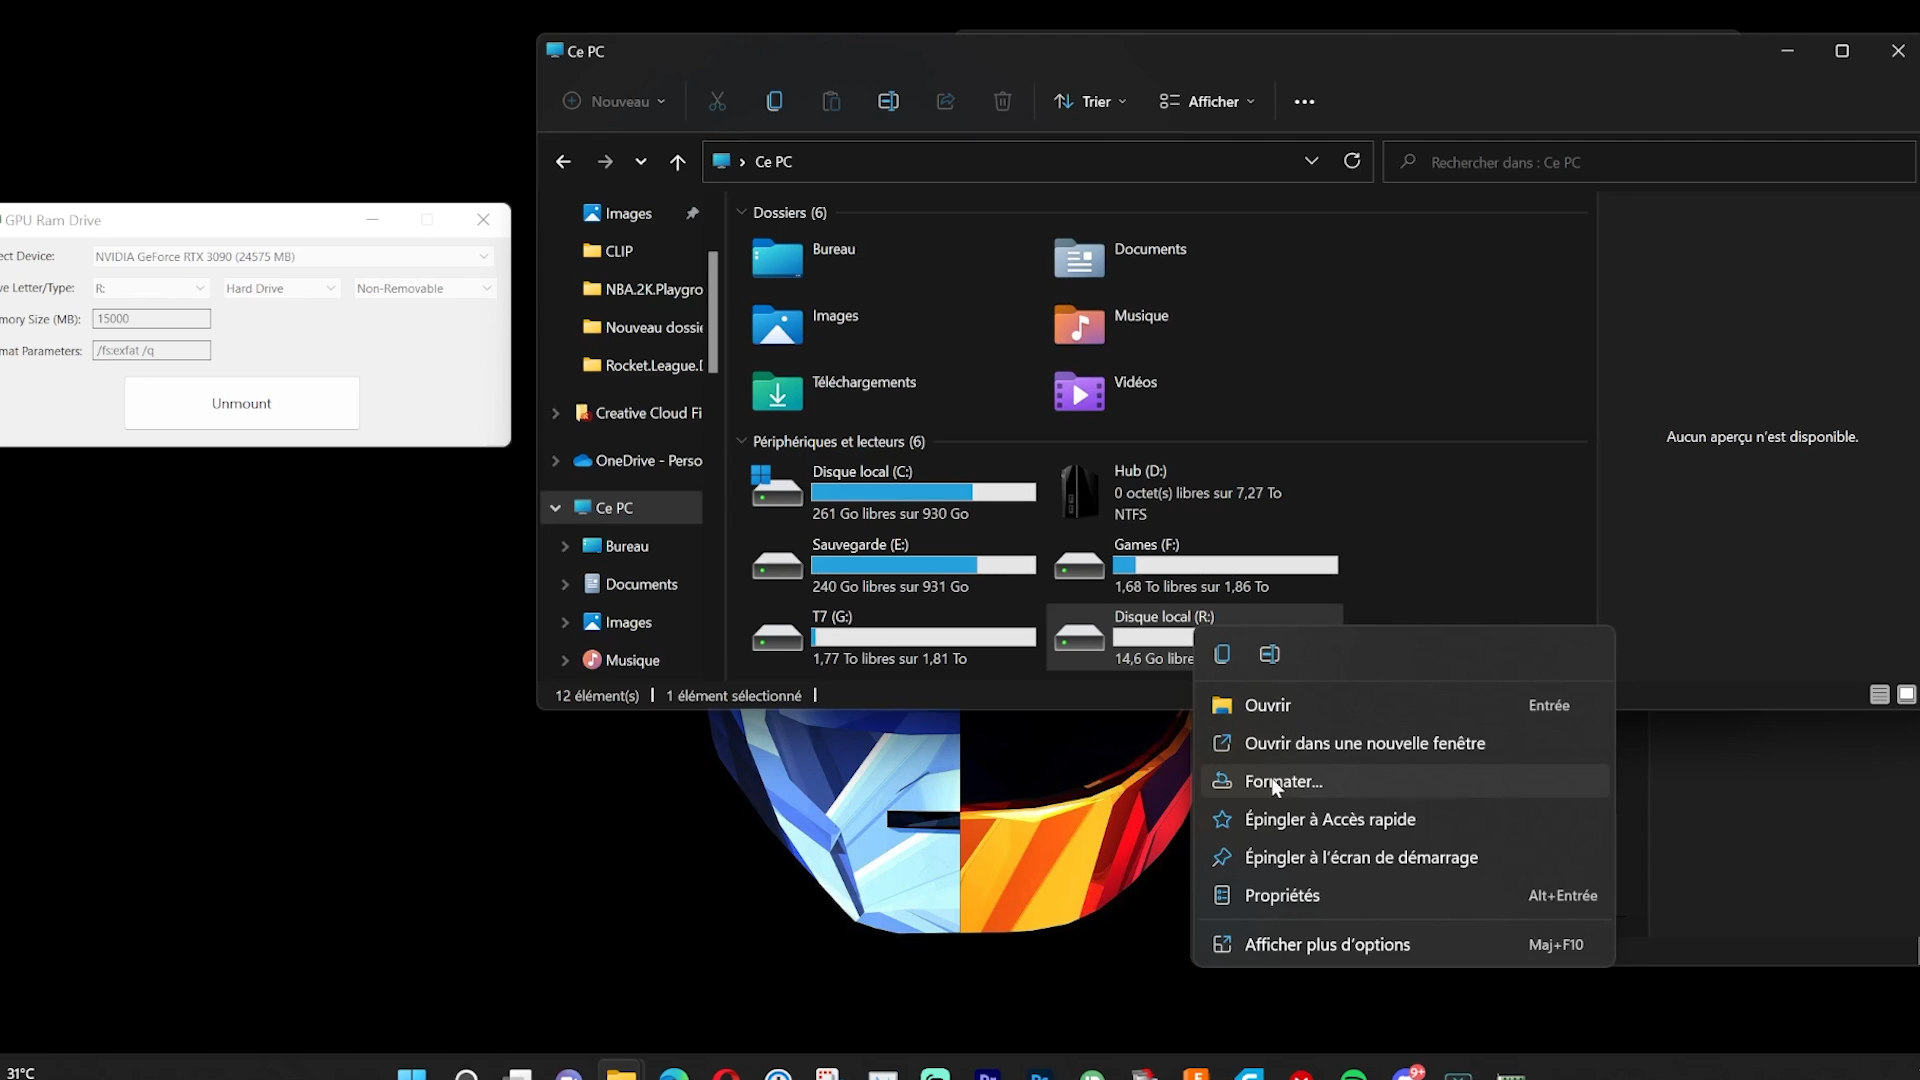 GPU Ram Drive
ect Device:
NVIDIA GeForce RTX 3090 (24575 MB)
ve Letter/Type:
R:
Hard Drive
Non-Removable
mory Size (MB):
15000
mat Parameters:
/fs:exfat /q
Unmount
Ce PC
Nouveau
Trier
Afficher
Ce PC
Rechercher dans : Ce PC
Images
CLIP
NBA.2K.Playgro
Nouveau dossie
Rocket.League.[
Creative Cloud Fi
OneDrive - Perso
Ce PC
Bureau
Documents
Images
Musique
Dossiers (6)
Bureau
Documents
Images
Musique
Téléchargements
Vidéos
Périphériques et lecteurs (6)
Disque local (C:)
261 Go libres sur 930 Go
Hub (D:)
0 octet(s) libres sur 7,27 To
NTFS
Sauvegarde (E:)
240 Go libres sur 931 Go
Games (F:)
1,68 To libres sur 1,86 To
T7 (G:)
1,77 To libres sur 1,81 To
Disque local (R:)
14,6 Go libre
Aucun aperçu n'est disponible.
12 élément(s)
1 élément sélectionné
Ouvrir
Entrée
Ouvrir dans une nouvelle fenêtre
Formater...
Épingler à Accès rapide
Épingler à l'écran de démarrage
Propriétés
Alt+Entrée
Afficher plus d'options
Maj+F10
31°C
9+